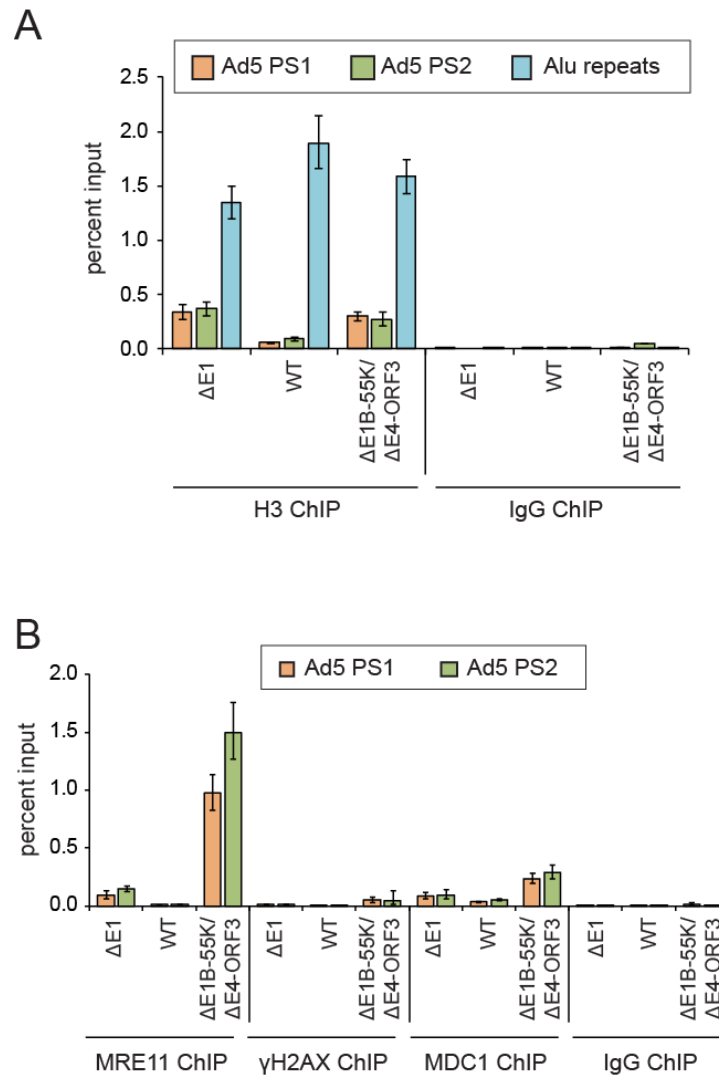 A
Ad5 PS1 Ad5 PS2 Alu repeats
percent input
2.5
2.0
1.5
1.0
0.5
0.0
ΔE1
WT
ΔE1B-55K/
ΔE4-ORF3
ΔE1
WT
ΔE1B-55K/
ΔE4-ORF3
H3 ChIP IgG ChIP
B
Ad5 PS1 Ad5 PS2
percent input
2.0
1.5
1.0
0.5
0.0
ΔE1
WT
ΔE1B-55K/
ΔE4-ORF3
ΔE1
WT
ΔE1B-55K/
ΔE4-ORF3
ΔE1
WT
ΔE1B-55K/
ΔE4-ORF3
ΔE1
WT
ΔE1B-55K/
ΔE4-ORF3
MRE11 ChIP γH2AX ChIP MDC1 ChIP IgG ChIP